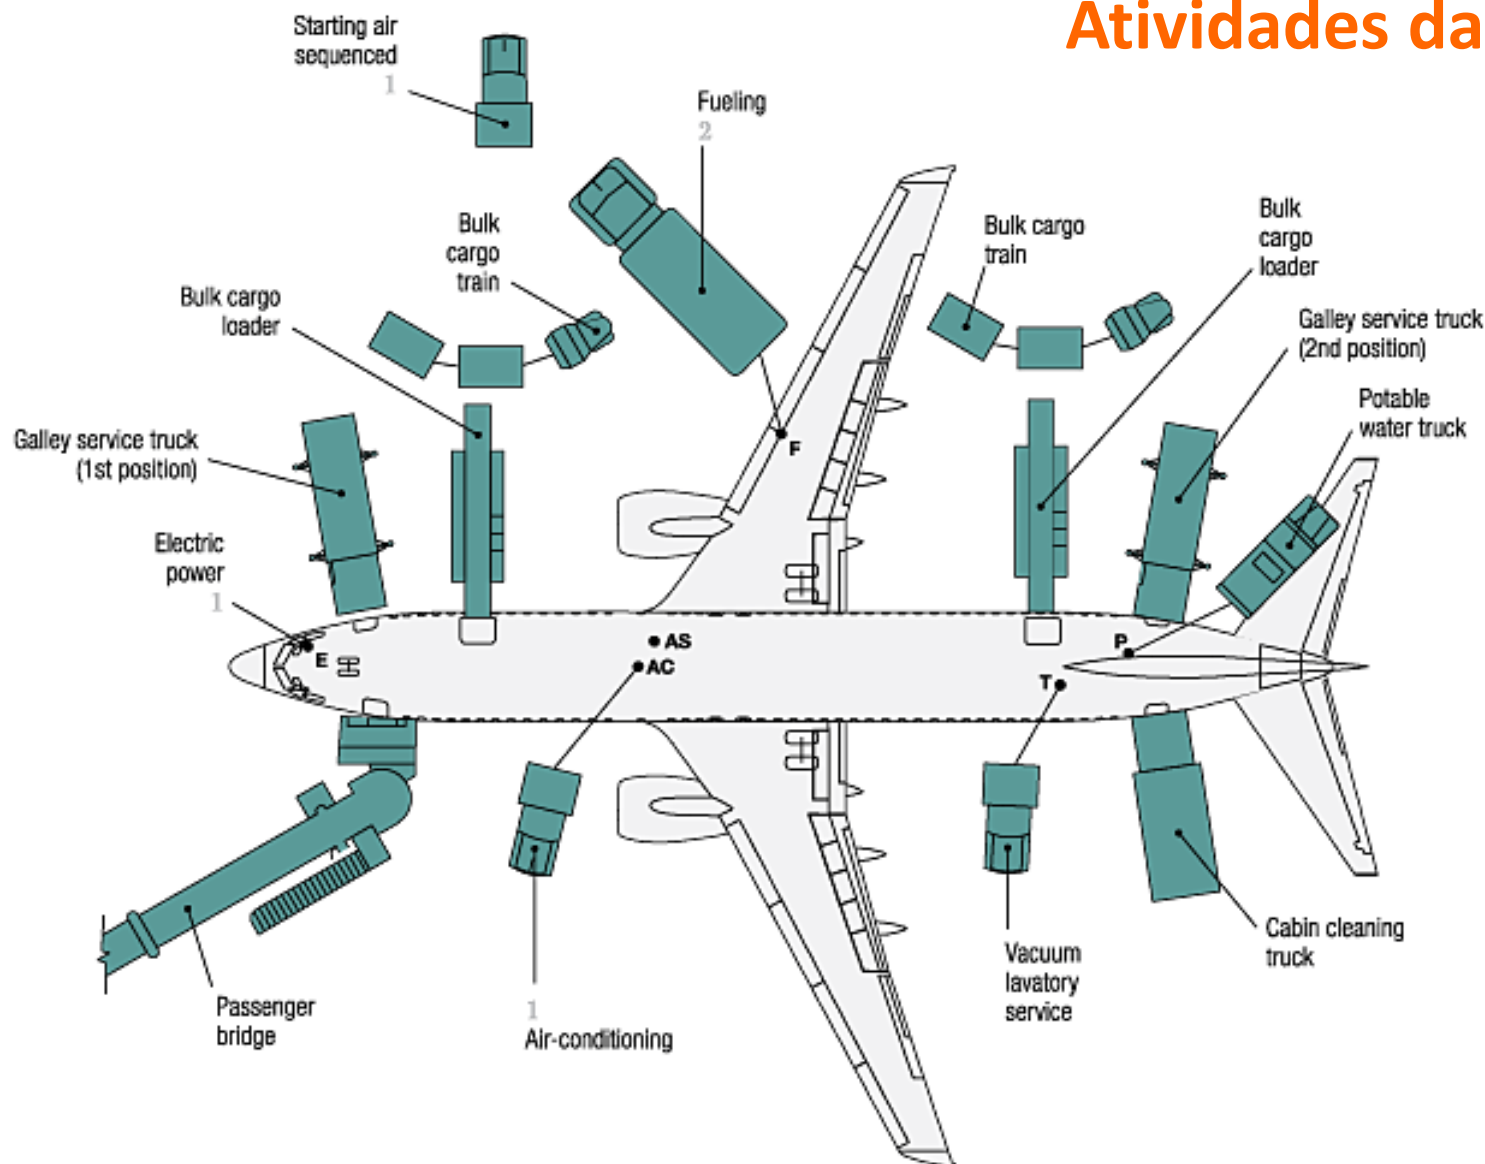 Atividades da
Starting air
sequenced
1
Fueling
2
Bulk
cargo
train
Bulk cargo
train
Bulk
cargo
loader
Bulk cargo
loader
Galley service truck
(2nd position)
Potable
water truck
Galley service truck
(1st position)
F
Electric
power
1
E
AS
AC
P
T
Passenger
bridge
1
Air-conditioning
Vacuum
lavatory
service
Cabin cleaning
truck